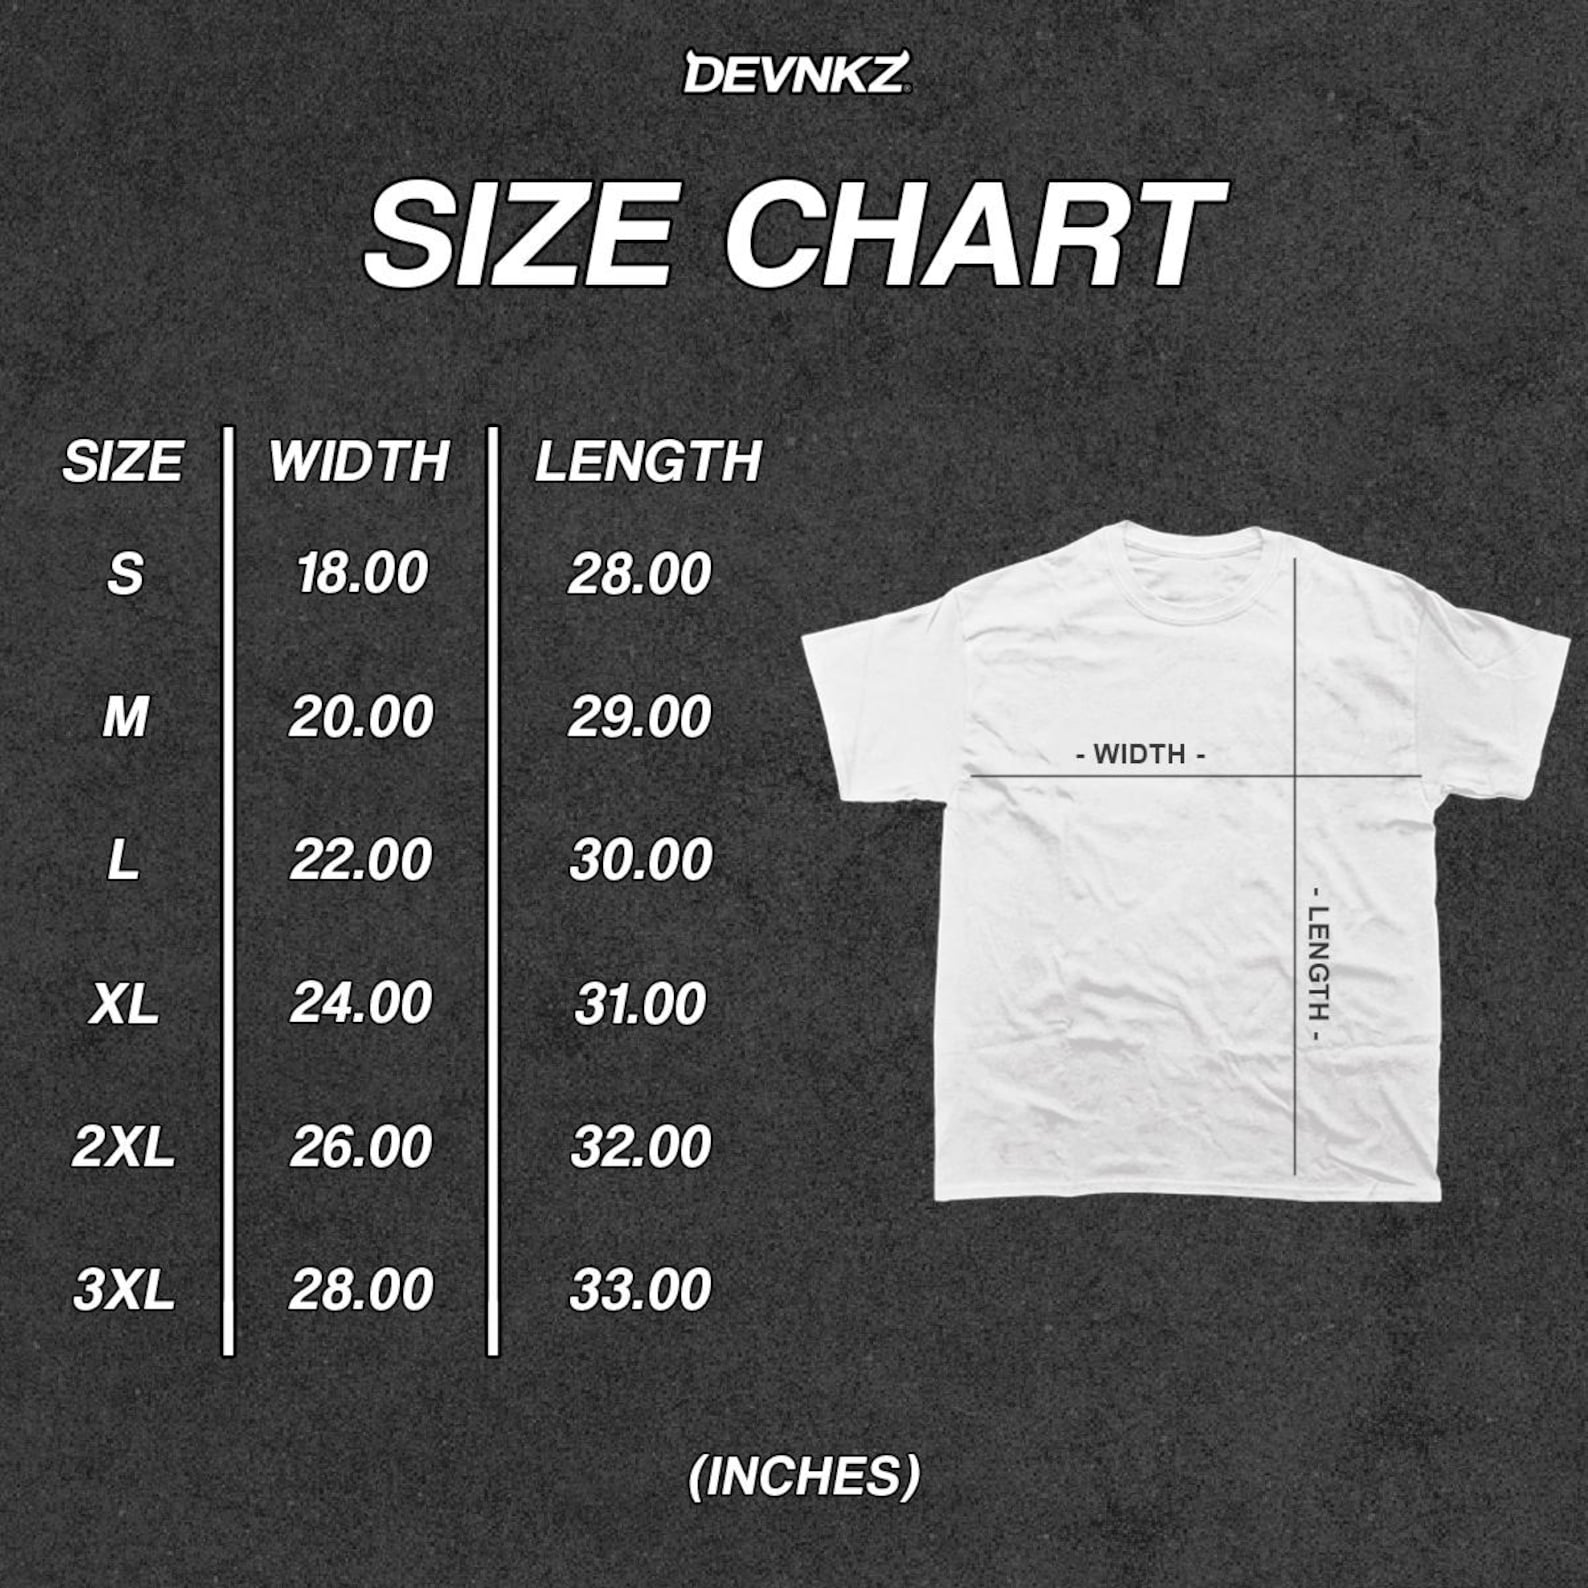 DEVNKZ
SIZE CHART
SIZE WIDTH LENGTH
S 18.00 28.00
M 20.00 29.00
L 22.00 30.00
XL 24.00 31.00
2XL 26.00 32.00
3XL 28.00 33.00
- WIDTH -
- LENGTH -
(INCHES)